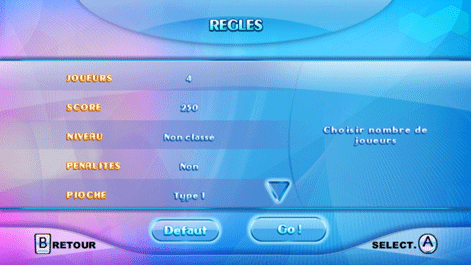 REGLES
JOUEURS 4
SCORE 250
NIVEAU Non classe
PENALITES Non
PIOCHE Type 1
Choisir nombre de
joueurs
Defaut Go !
B RETOUR
SELECT. A